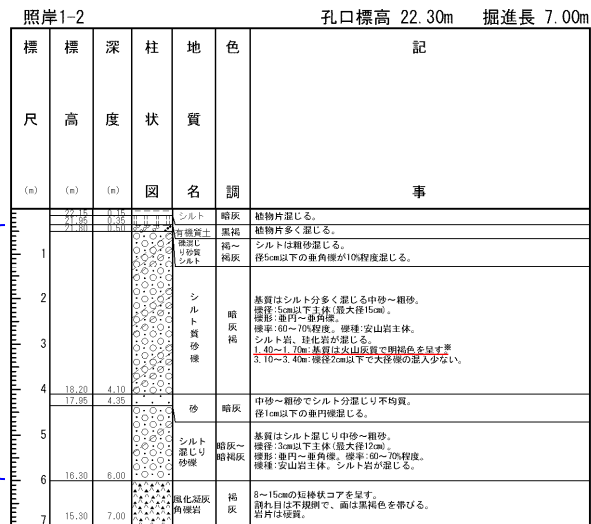 照岸1-2 孔口標高 22.30m 掘進長 7.00m
標尺(m) 標高(m) 深度(m) 柱状図 地質名 色調 記事
22.15 0.15 シルト 暗灰 植物片混じる。
21.95 0.35
21.80 0.50 有機質土 黒褐 植物片多く混じる。
礫混じり砂質シルト 褐～褐灰 シルトは粗砂混じる。
径5cm以下の亜角礫が10%程度混じる。
1
2
3
4
シルト質砂礫 暗灰褐
基質はシルト分多く混じる中砂～粗砂。
礫径:5cm以下主体(最大径15cm)。
礫形:亜円～亜角礫。
礫率:60～70%程度。礫種:安山岩主体。
シルト岩、珪化岩が混じる。
1.40～1.70m:基質は火山灰質で明褐色を呈す※
3.10～3.40m:礫径2cm以下で大径礫の混入少ない。
18.20 4.10
17.95 4.35 砂 暗灰 中砂～粗砂でシルト分混じり不均質。
径1cm以下の亜円礫混じる。
5
シルト混じり砂礫 暗灰～暗褐灰
基質はシルト混じり中砂～粗砂。
礫径:3cm以下主体(最大径12cm)。
礫形:亜円～亜角礫。礫率:60～70%程度。
礫種:安山岩主体。シルト岩が混じる。
16.30 6.00
6
風化凝灰角礫岩 褐灰 8～15cmの短棒状コアを呈す。
割れ目は不規則で、面は黒褐色を帯びる。
岩片は硬質。
7
15.30 7.00